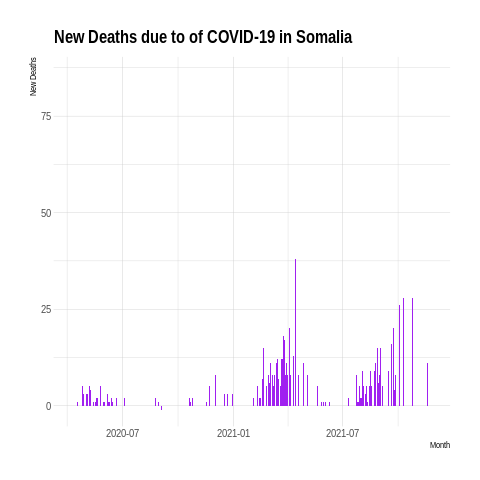 New Deaths due to of COVID-19 in Somalia
New Deaths
75
50
25
0
2020-07
2021-01
2021-07
Month